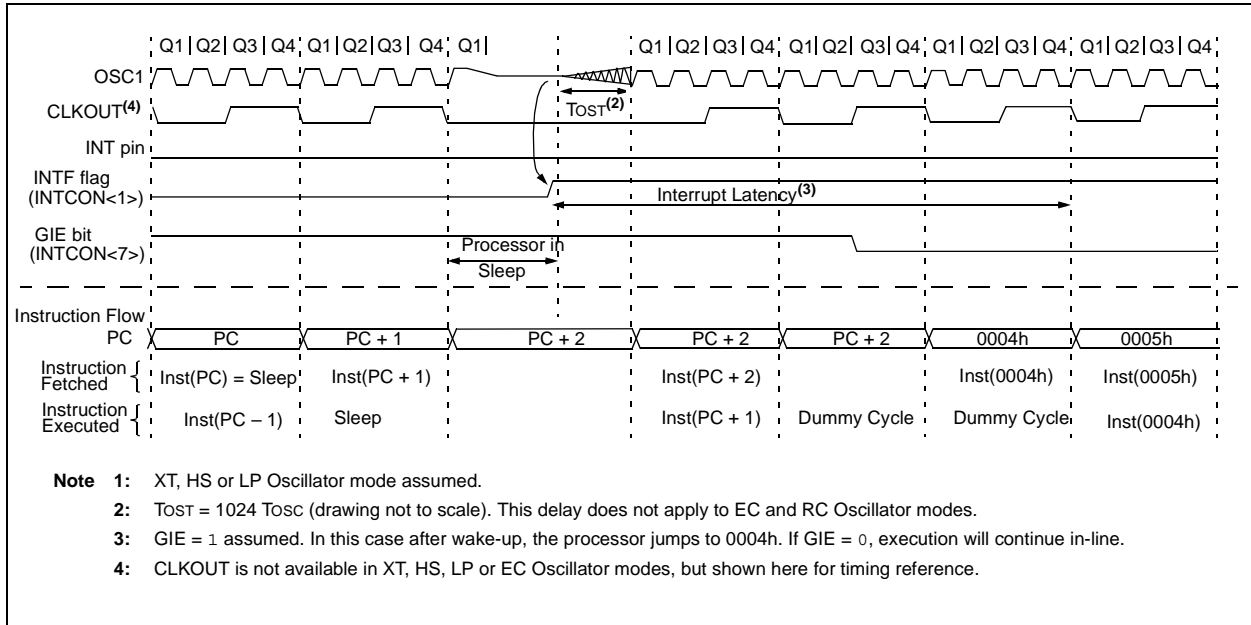 Q1 Q2 Q3 Q4 Q1 Q2 Q3 Q4 Q1 Q1 Q2 Q3 Q4 Q1 Q2 Q3 Q4 Q1 Q2 Q3 Q4 Q1 Q2 Q3 Q4
OSC1
TOST(2)
CLKOUT(4)
INT pin
INTF flag
(INTCON<1>)
Interrupt Latency(3)
GIE bit
(INTCON<7>)
Processor in
Sleep
Instruction Flow
PC PC PC + 1 PC + 2 PC + 2 PC + 2 0004h 0005h
Instruction
Fetched
Inst(PC) = Sleep Inst(PC + 1) Inst(PC + 2) Inst(0004h) Inst(0005h)
Instruction
Executed
Inst(PC – 1) Sleep Inst(PC + 1) Dummy Cycle Dummy Cycle Inst(0004h)
Note 1: XT, HS or LP Oscillator mode assumed.
2: TOST = 1024 TOSC (drawing not to scale). This delay does not apply to EC and RC Oscillator modes.
3: GIE = 1 assumed. In this case after wake-up, the processor jumps to 0004h. If GIE = 0, execution will continue in-line.
4: CLKOUT is not available in XT, HS, LP or EC Oscillator modes, but shown here for timing reference.